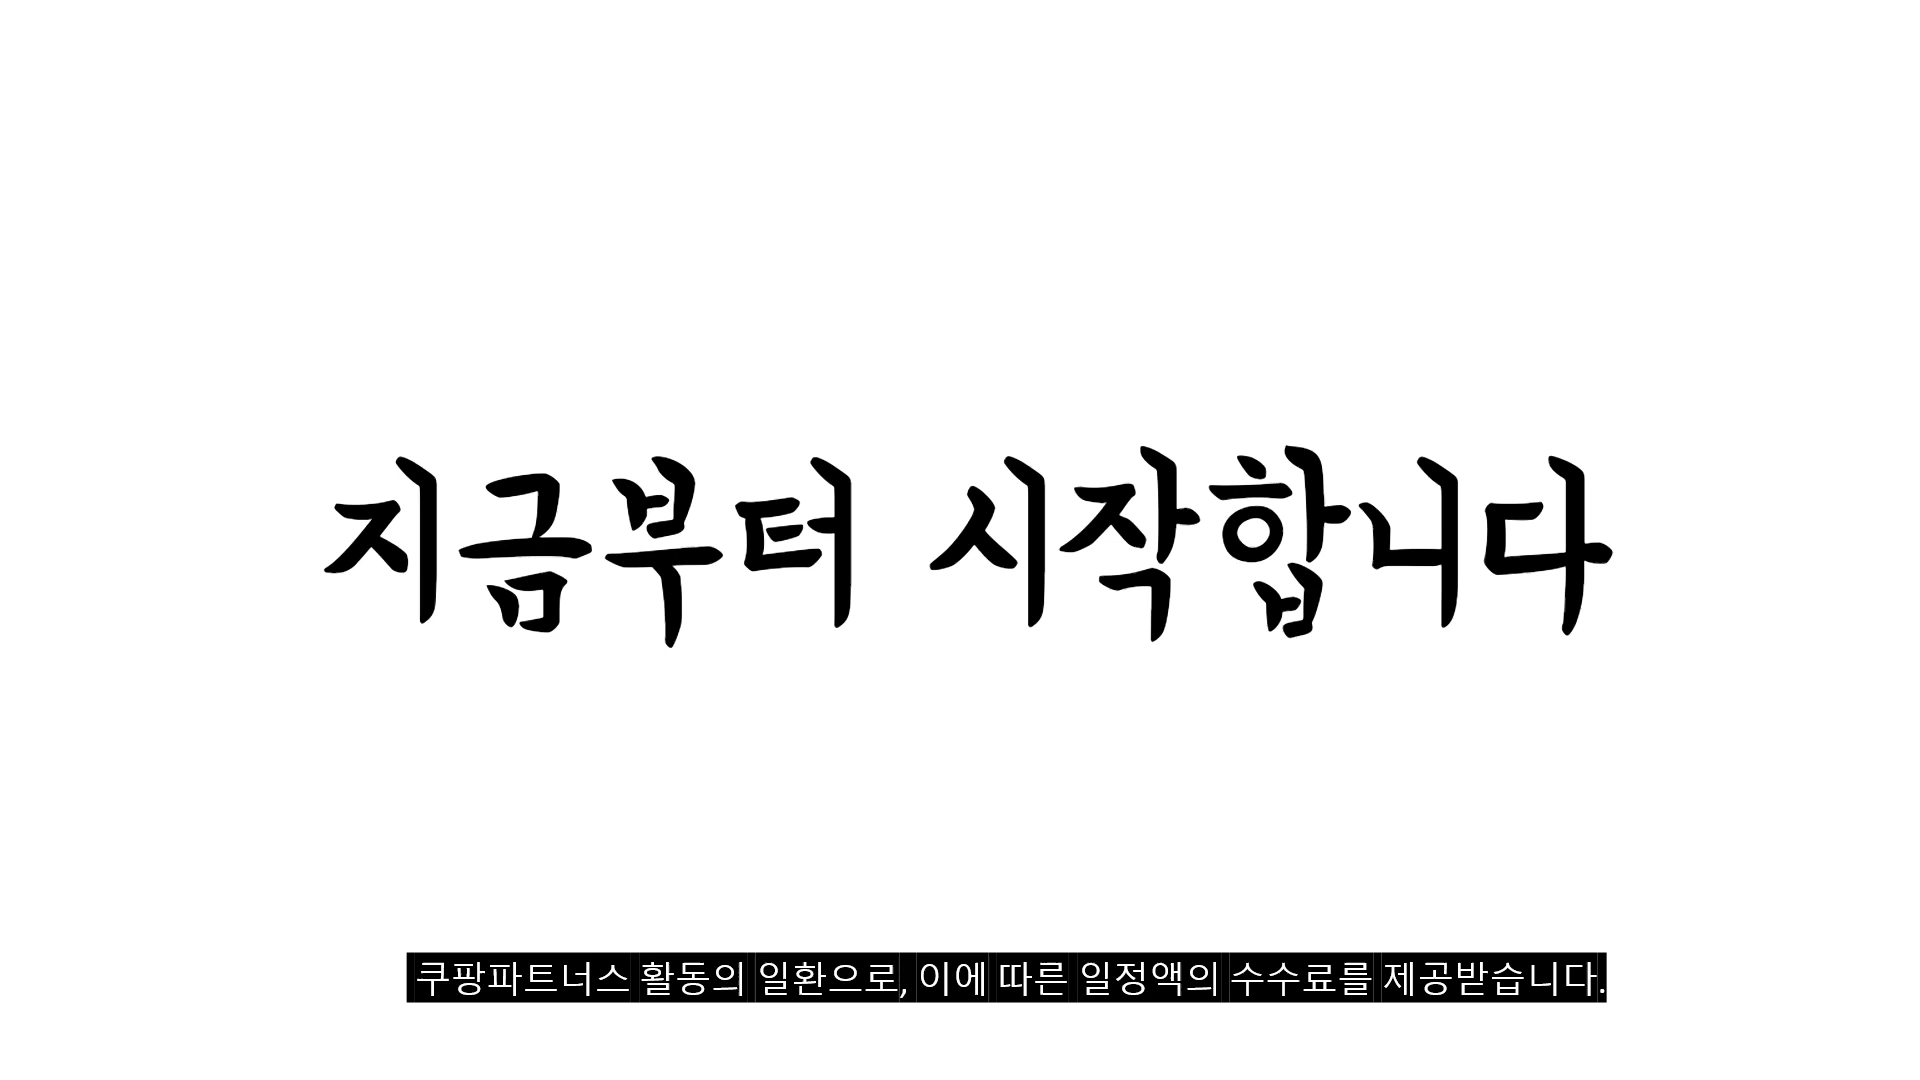 지금부터 시작합니다
쿠팡파트너스 활동의 일환으로, 이에 따른 일정액의 수수료를 제공받습니다.